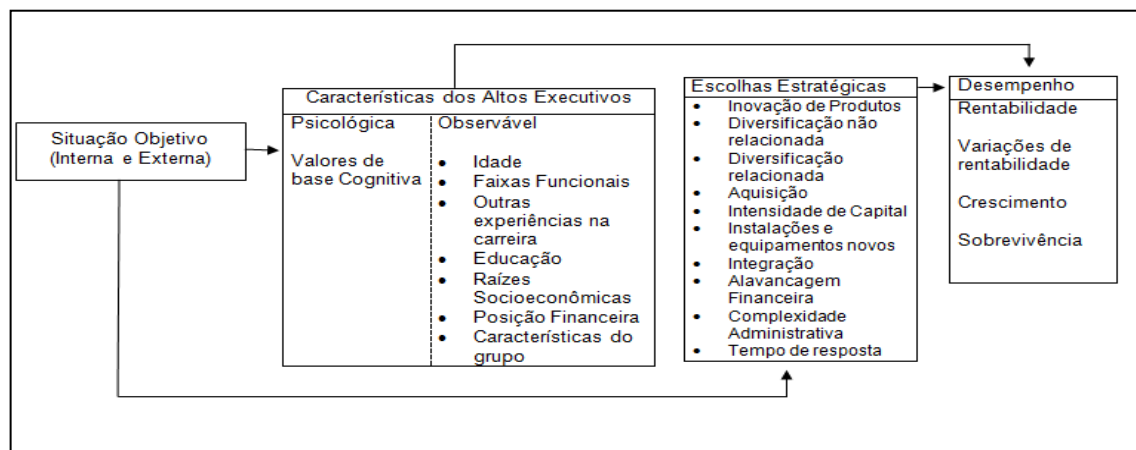 Situação Objetivo
(Interna e Externa)
Características dos Altos Executivos
Psicológica
Valores de
base Cognitiva
Observável
• Idade
• Faixas Funcionais
• Outras
experiências na
carreira
• Educação
• Raízes
Socioeconômicas
• Posição Financeira
• Características do
grupo
Escolhas Estratégicas
• Inovação de Produtos
• Diversificação não
relacionada
• Diversificação
relacionada
• Aquisição
• Intensidade de Capital
• Instalações e
equipamentos novos
• Integração
• Alavancagem
Financeira
• Complexidade
Administrativa
• Tempo de resposta
Desempenho
Rentabilidade
Variações de
rentabilidade
Crescimento
Sobrevivência